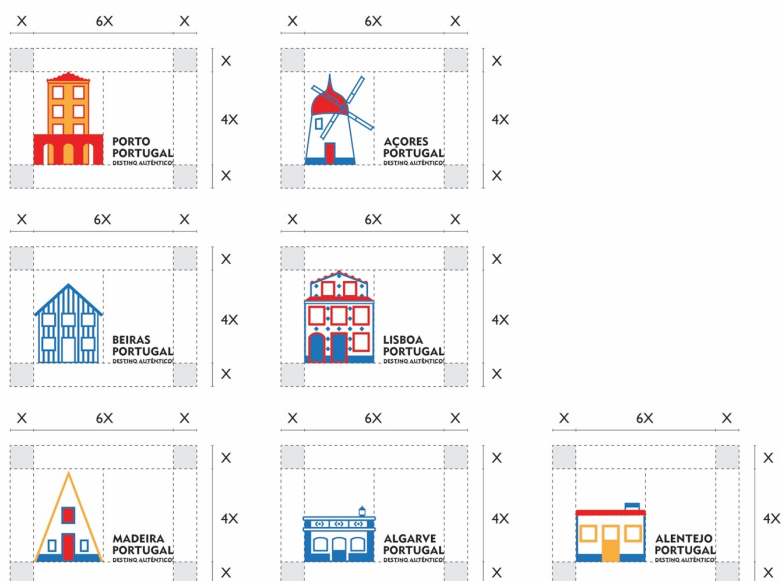 X 6X X
X 6X X
X
4X
X
PORTO
PORTUGAL
DESTINO AUTÊNTICO
X
4X
X
AÇORES
PORTUGAL
DESTINO AUTÊNTICO
X 6X X
X 6X X
X
4X
X
BEIRAS
PORTUGAL
DESTINO AUTÊNTICO
X
4X
X
LISBOA
PORTUGAL
DESTINO AUTÊNTICO
X 6X X
X 6X X
X 6X X
X
4X
X
MADEIRA
PORTUGAL
DESTINO AUTÊNTICO
X
4X
X
ALGARVE
PORTUGAL
DESTINO AUTÊNTICO
X
4X
X
ALENTEJO
PORTUGAL
DESTINO AUTÊNTICO